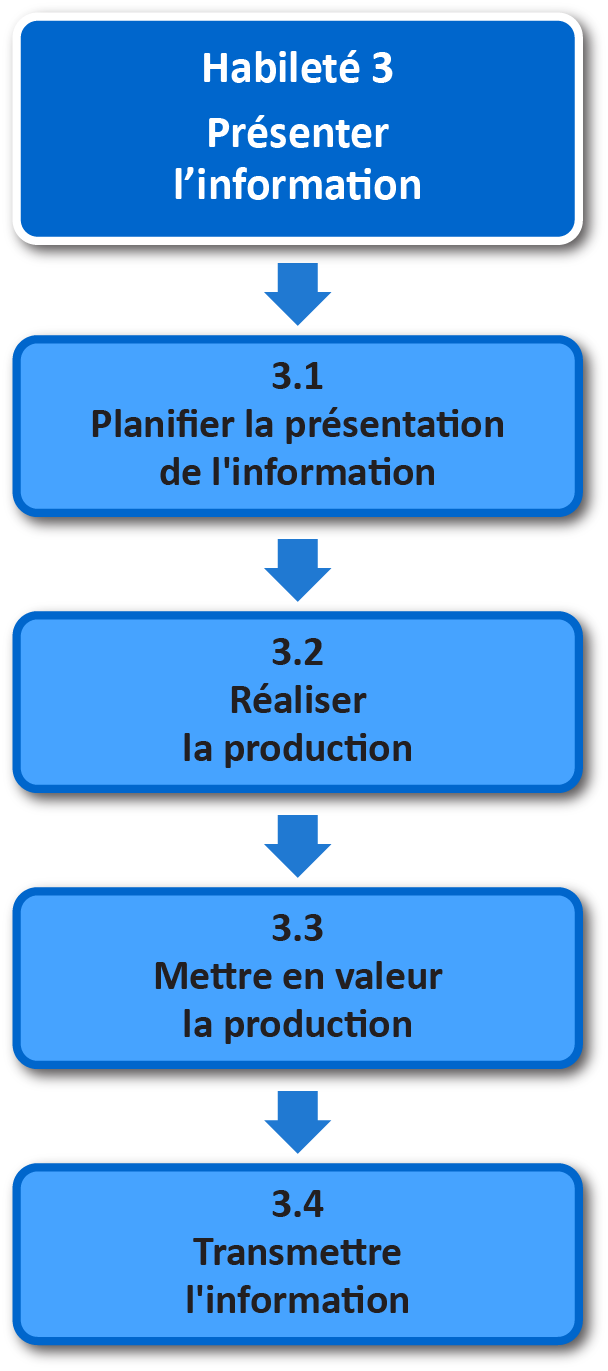 Habileté 3
Présenter
l’information
3.1
Planifier la présentation
de l'information
3.2
Réaliser
la production
3.3
Mettre en valeur
la production
3.4
Transmettre
l'information